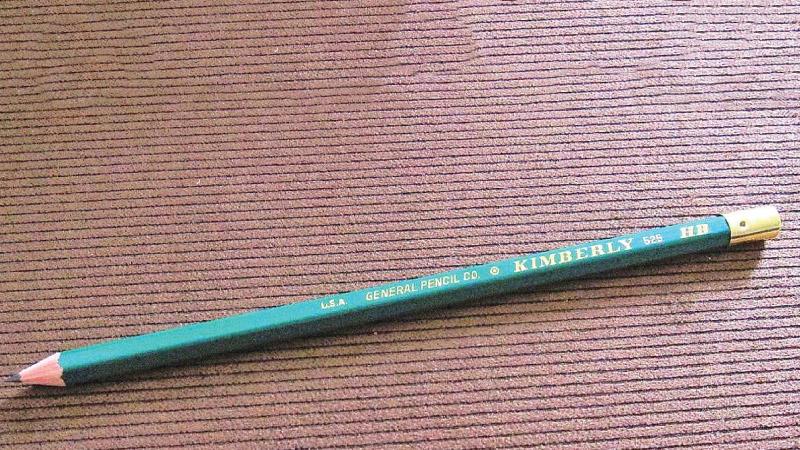 U.S.A. GENERAL PENCIL CO. ® KIMBERLY 525 HB